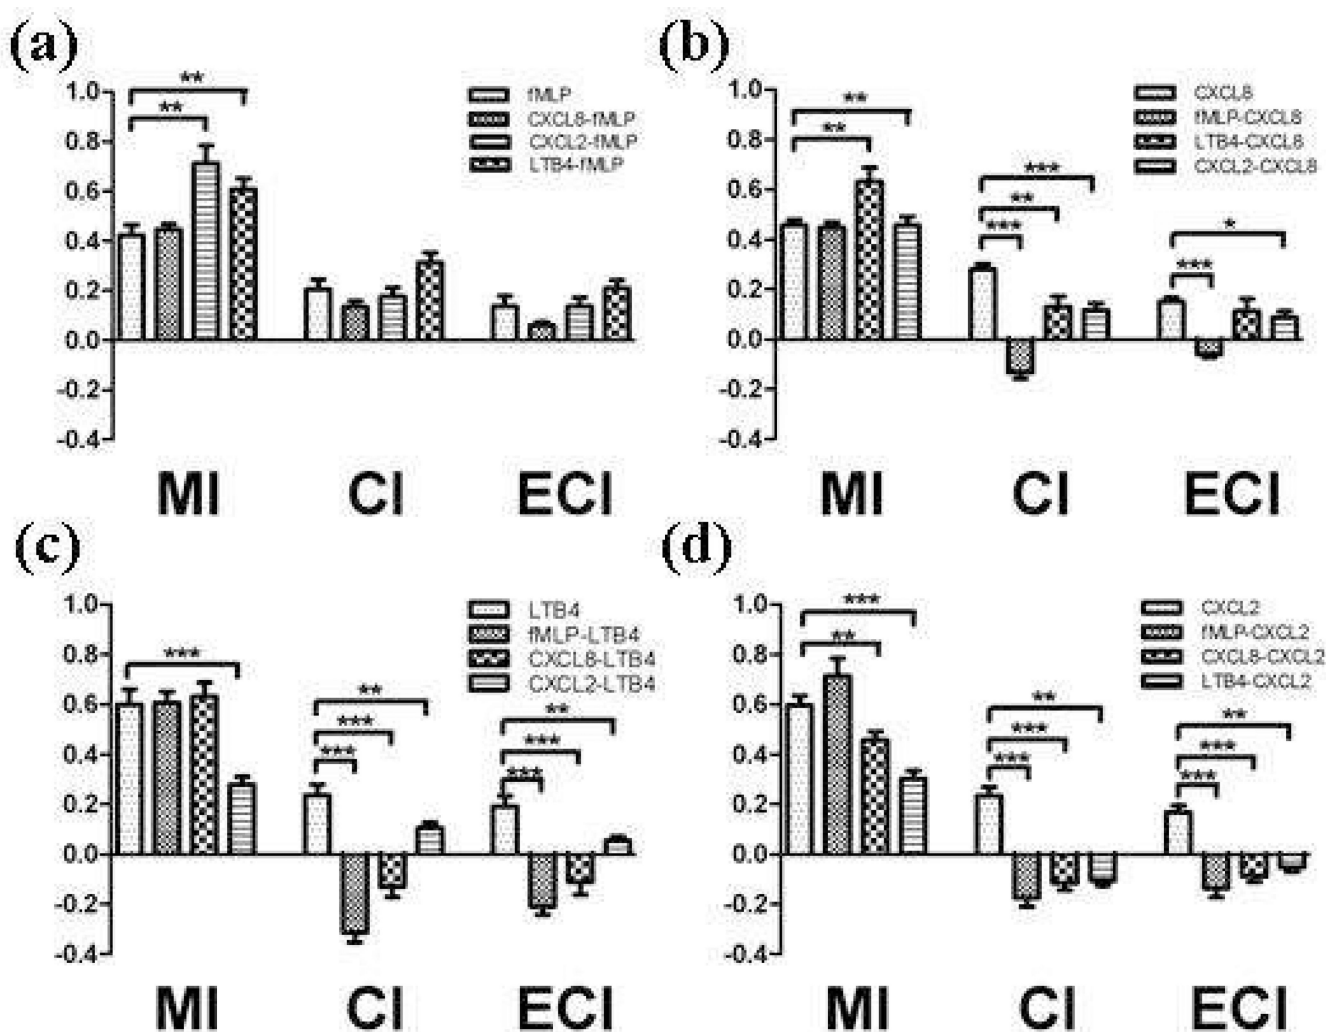 (a)
(b)
**
**
1.0
0.8
0.6
0.4
0.2
0.0
-0.2
-0.4
fMLP
CXCL8-fMLP
CXCL2-fMLP
LTB4-fMLP
MI CI ECI
**
**
***
**
***
*
***
1.0
0.8
0.6
0.4
0.2
0.0
-0.2
-0.4
CXCL8
fMLP-CXCL8
LTB4-CXCL8
CXCL2-CXCL8
MI CI ECI
(c)
(d)
***
**
***
***
**
***
***
1.0
0.8
0.6
0.4
0.2
0.0
-0.2
-0.4
LTB4
fMLP-LTB4
CXCL8-LTB4
CXCL2-LTB4
MI CI ECI
***
**
**
***
***
**
***
***
1.0
0.8
0.6
0.4
0.2
0.0
-0.2
-0.4
CXCL2
fMLP-CXCL2
CXCL8-CXCL2
LTB4-CXCL2
MI CI ECI